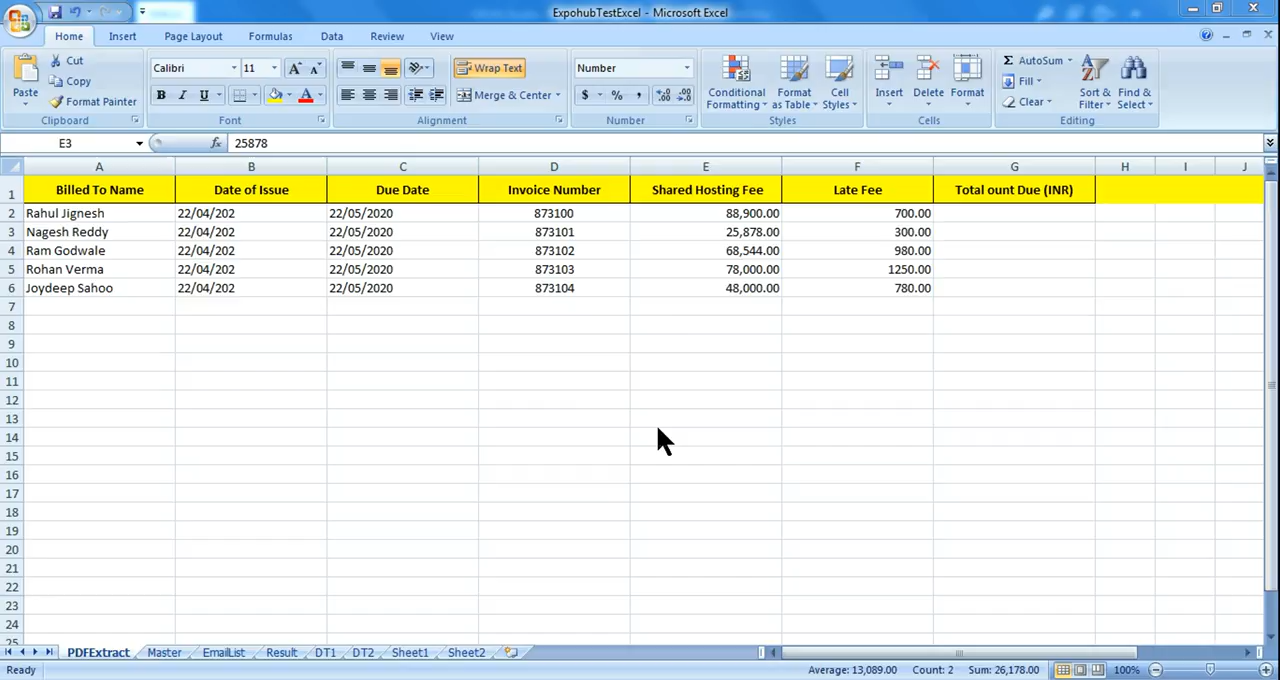 ExpohubTestExcel - Microsoft Excel
Home Insert Page Layout Formulas Data Review View
Cut Calibri 11 A A Wrap Text Number Σ AutoSum
Copy Fill
Paste Format Painter B I U A Merge & Center $ % , Conditional Formatting Format as Table Cell Styles Insert Delete Format Clear Sort & Filter Find & Select
Clipboard Font Alignment Number Styles Cells Editing
E3 fx 25878
A B C D E F G H I J
1 Billed To Name Date of Issue Due Date Invoice Number Shared Hosting Fee Late Fee Total ount Due (INR)
2 Rahul Jignesh 22/04/202 22/05/2020 873100 88,900.00 700.00
3 Nagesh Reddy 22/04/202 22/05/2020 873101 25,878.00 300.00
4 Ram Godwale 22/04/202 22/05/2020 873102 68,544.00 980.00
5 Rohan Verma 22/04/202 22/05/2020 873103 78,000.00 1250.00
6 Joydeep Sahoo 22/04/202 22/05/2020 873104 48,000.00 780.00
7
8
9
10
11
12
13
14
15
16
17
18
19
20
21
22
23
24
25
PDFExtract Master EmailList Result DT1 DT2 Sheet1 Sheet2
Ready Average: 13,089.00 Count: 2 Sum: 26,178.00 100%